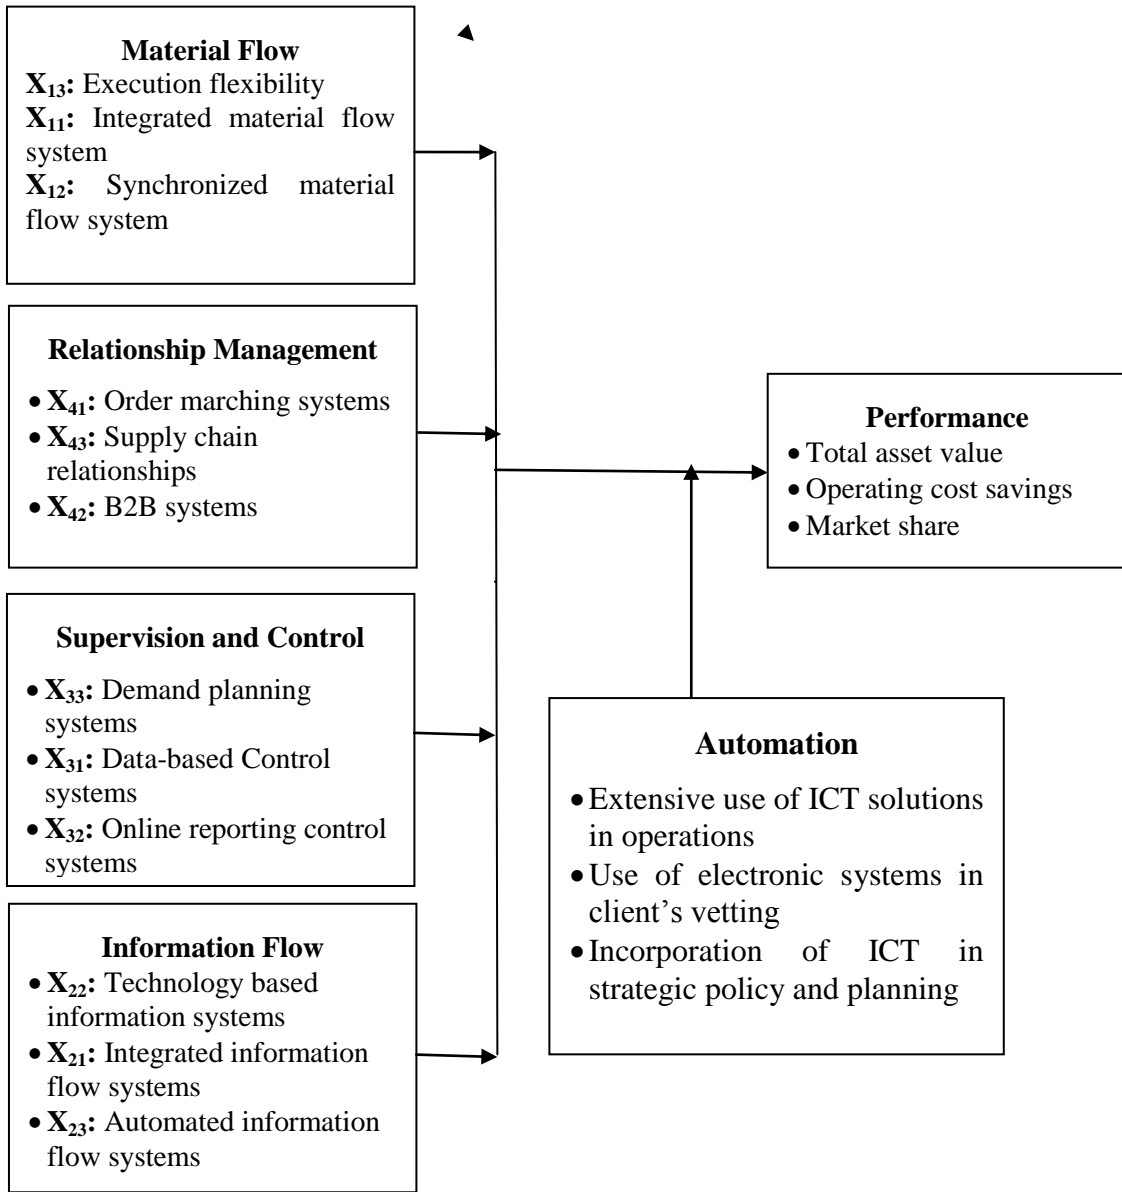 Material Flow
X₁₃: Execution flexibility
X₁₁: Integrated material flow
system
X₁₂: Synchronized material
flow system
Relationship Management
• X₄₁: Order marching systems
• X₄₃: Supply chain
relationships
• X₄₂: B2B systems
Supervision and Control
• X₃₃: Demand planning
systems
• X₃₁: Data-based Control
systems
• X₃₂: Online reporting control
systems
Information Flow
• X₂₂: Technology based
information systems
• X₂₁: Integrated information
flow systems
• X₂₃: Automated information
flow systems
Performance
• Total asset value
• Operating cost savings
• Market share
Automation
• Extensive use of ICT solutions
in operations
• Use of electronic systems in
client’s vetting
• Incorporation of ICT in
strategic policy and planning